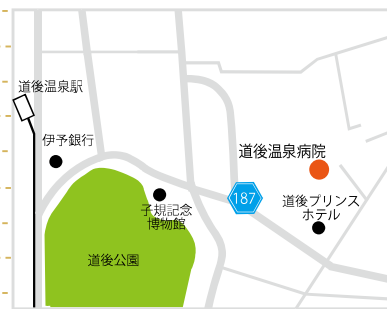 道後温泉駅
伊予銀行
道後温泉病院
187
道後プリンス
ホテル
子規記念
博物館
道後公園